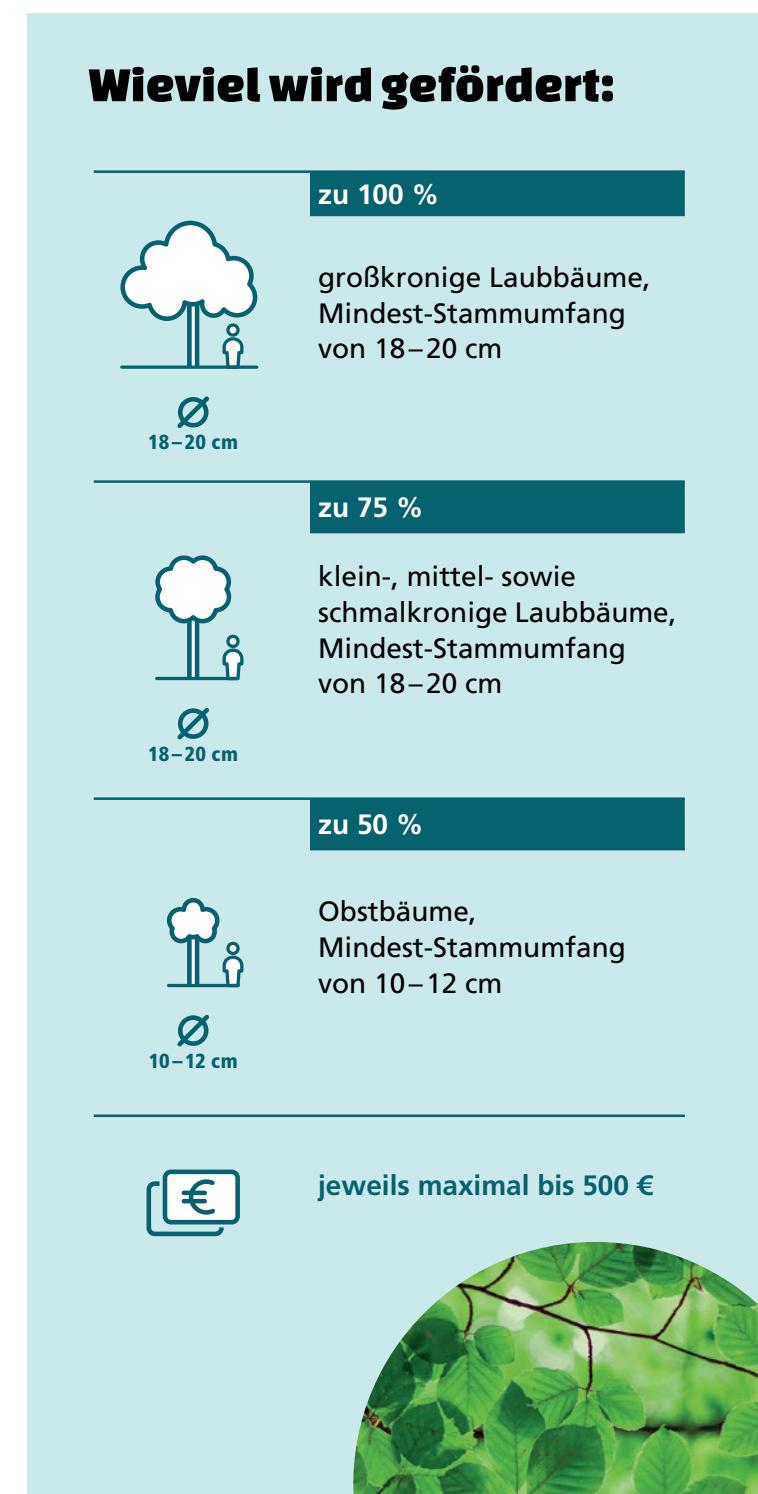 Wieviel wird gefördert:
zu 100 %
großkronige Laubbäume,
Mindest-Stammumfang
von 18–20 cm
Ø
18–20 cm
zu 75 %
klein-, mittel- sowie
schmalkronige Laubbäume,
Mindest-Stammumfang
von 18–20 cm
Ø
18–20 cm
zu 50 %
Obstbäume,
Mindest-Stammumfang
von 10–12 cm
Ø
10–12 cm
€
jeweils maximal bis 500 €